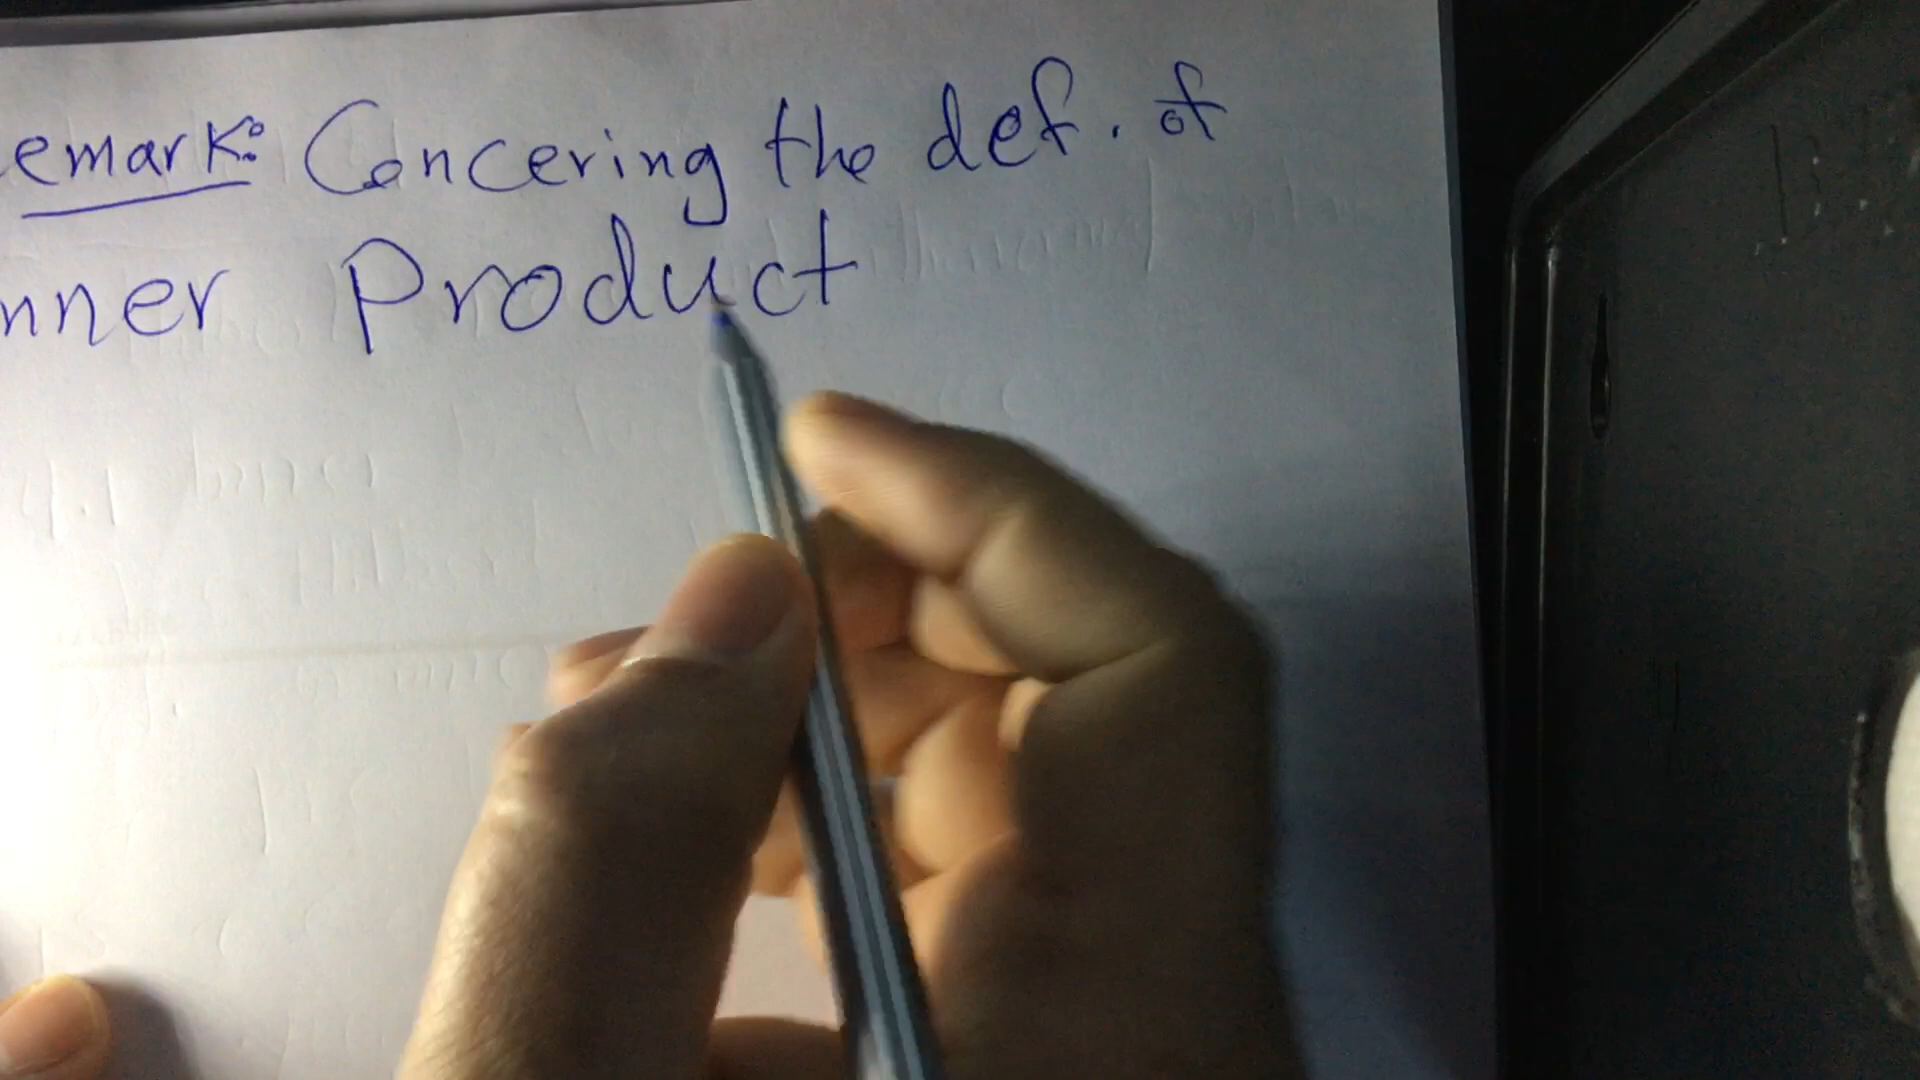 emark: Concering the def. of
nner Product